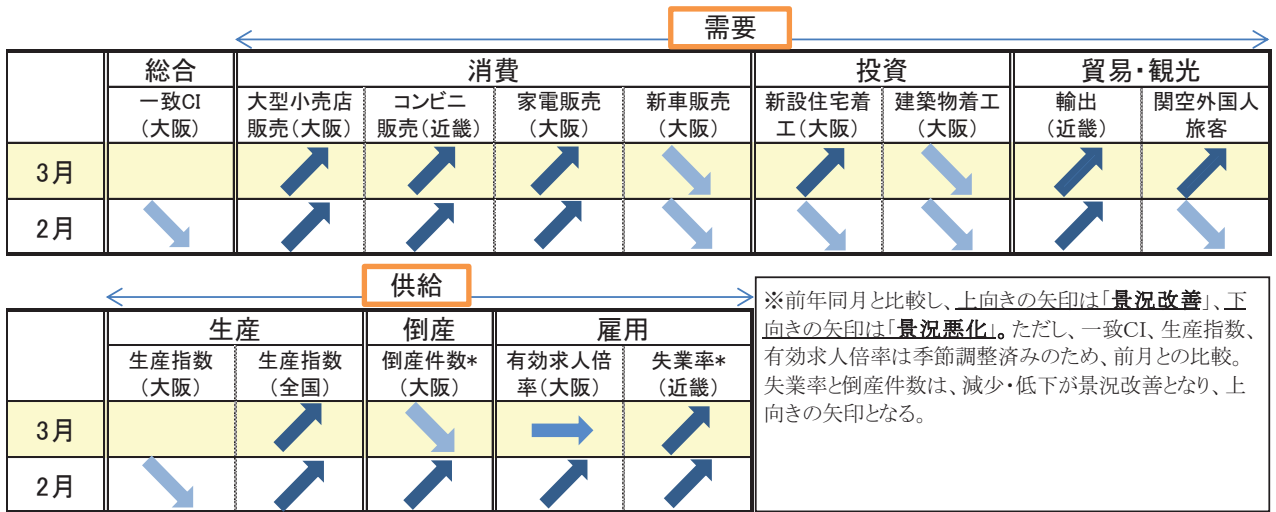 需要
総合 消費 投資 貿易・観光
一致CI 大型小売店 コンビニ 家電販売 新車販売 新設住宅着 建築物着工 輸出 関空外国人
(大阪) 販売(大阪) 販売(近畿) (大阪) (大阪) 工(大阪) (大阪) (近畿) 旅客
3月
2月
供給
生産 倒産 雇用
生産指数 生産指数 倒産件数* 有効求人倍 失業率*
(大阪) (全国) (大阪) 率(大阪) (近畿)
3月
2月
※前年同月と比較し、上向きの矢印は「景況改善」、下
向きの矢印は「景況悪化」。ただし、一致CI、生産指数、
有効求人倍率は季節調整済みのため、前月との比較。
失業率と倒産件数は、減少・低下が景況改善となり、上
向きの矢印となる。